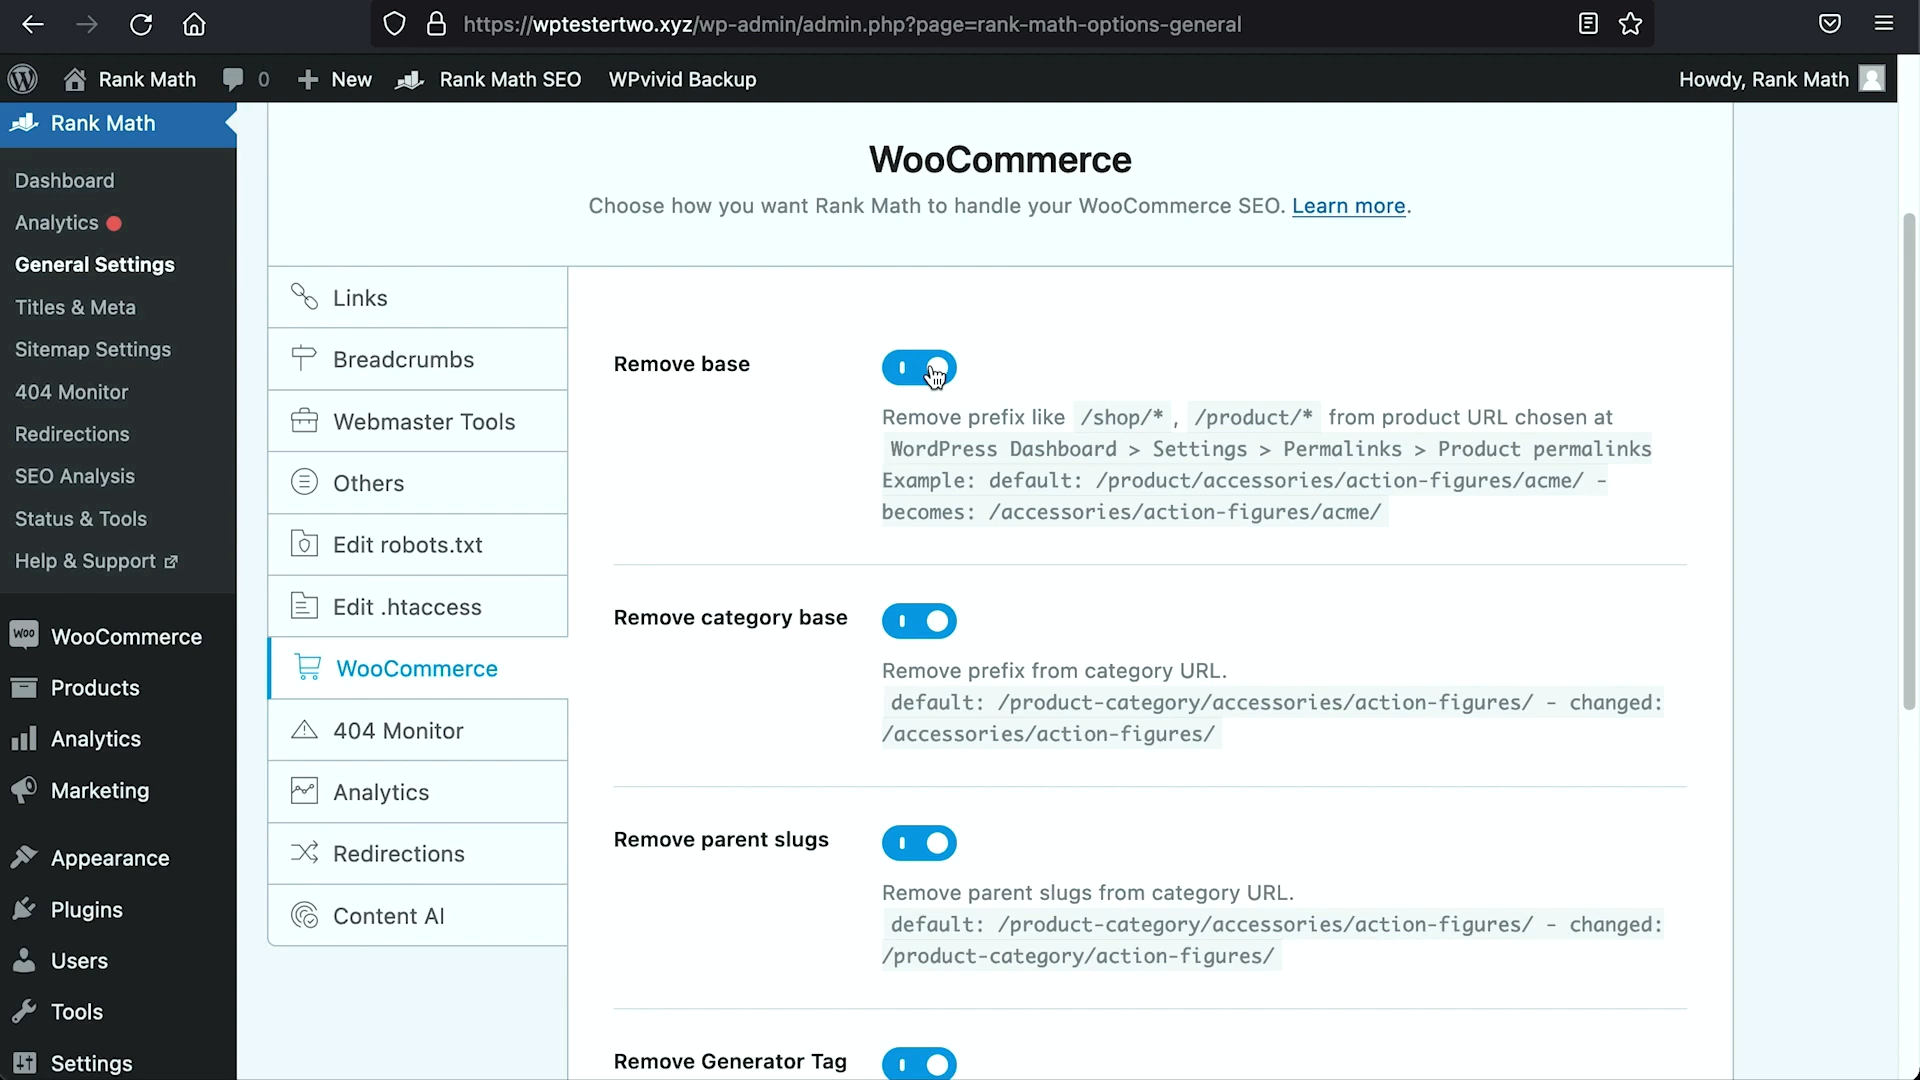 https://wptestertwo.xyz/wp-admin/admin.php?page=rank-math-options-general
Rank Math 0 New Rank Math SEO WPvivid Backup Howdy, Rank Math
Rank Math
Dashboard
Analytics
General Settings
Titles & Meta
Sitemap Settings
404 Monitor
Redirections
SEO Analysis
Status & Tools
Help & Support
Woo WooCommerce
Products
Analytics
Marketing
Appearance
Plugins
Users
Tools
Settings
WooCommerce
Choose how you want Rank Math to handle your WooCommerce SEO. Learn more.
Links
Breadcrumbs
Webmaster Tools
Others
Edit robots.txt
Edit .htaccess
WooCommerce
404 Monitor
Analytics
Redirections
Content AI
Remove base
Remove prefix like /shop/*, /product/* from product URL chosen at
WordPress Dashboard > Settings > Permalinks > Product permalinks
Example: default: /product/accessories/action-figures/acme/ -
becomes: /accessories/action-figures/acme/
Remove category base
Remove prefix from category URL.
default: /product-category/accessories/action-figures/ - changed:
/accessories/action-figures/
Remove parent slugs
Remove parent slugs from category URL.
default: /product-category/accessories/action-figures/ - changed:
/product-category/action-figures/
Remove Generator Tag